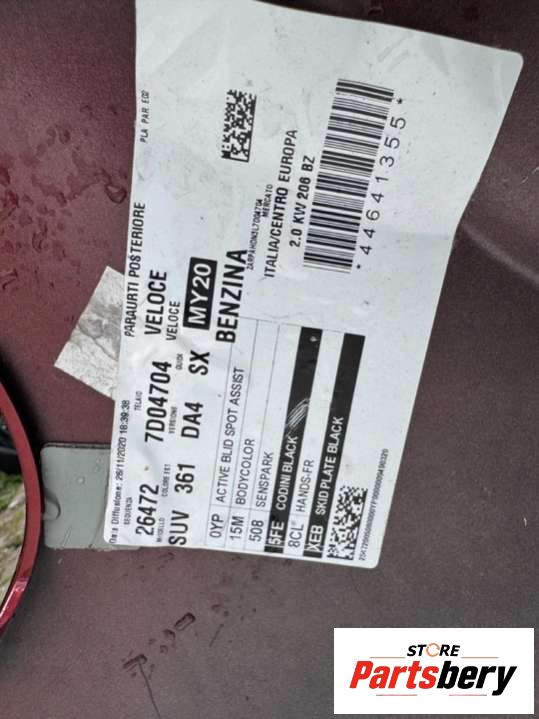 PLA PAR E02
PARAURTI POSTERIORE
Data Diffusione: 26/11/2020 18:39:38
SEQUENZA TELAIO
26472 7D04704 VELOCE
MODELLO COLORE EST. VERSIONE GUIDA VELOCE
SUV 361 DA4 SX MY20
BENZINA
ZARPAHDN3L7D04704
MERCATO
ITALIA/CENTRO EUROPA
2.0 KW 206 BZ
*44641355*
0YP ACTIVE BLID SPOT ASSIST
15M BODYCOLOR
508 SENSPARK
5FE CODINI BLACK
8CL HANDS-FR
XEB SKID PLATE BLACK
STORE
Partsbery